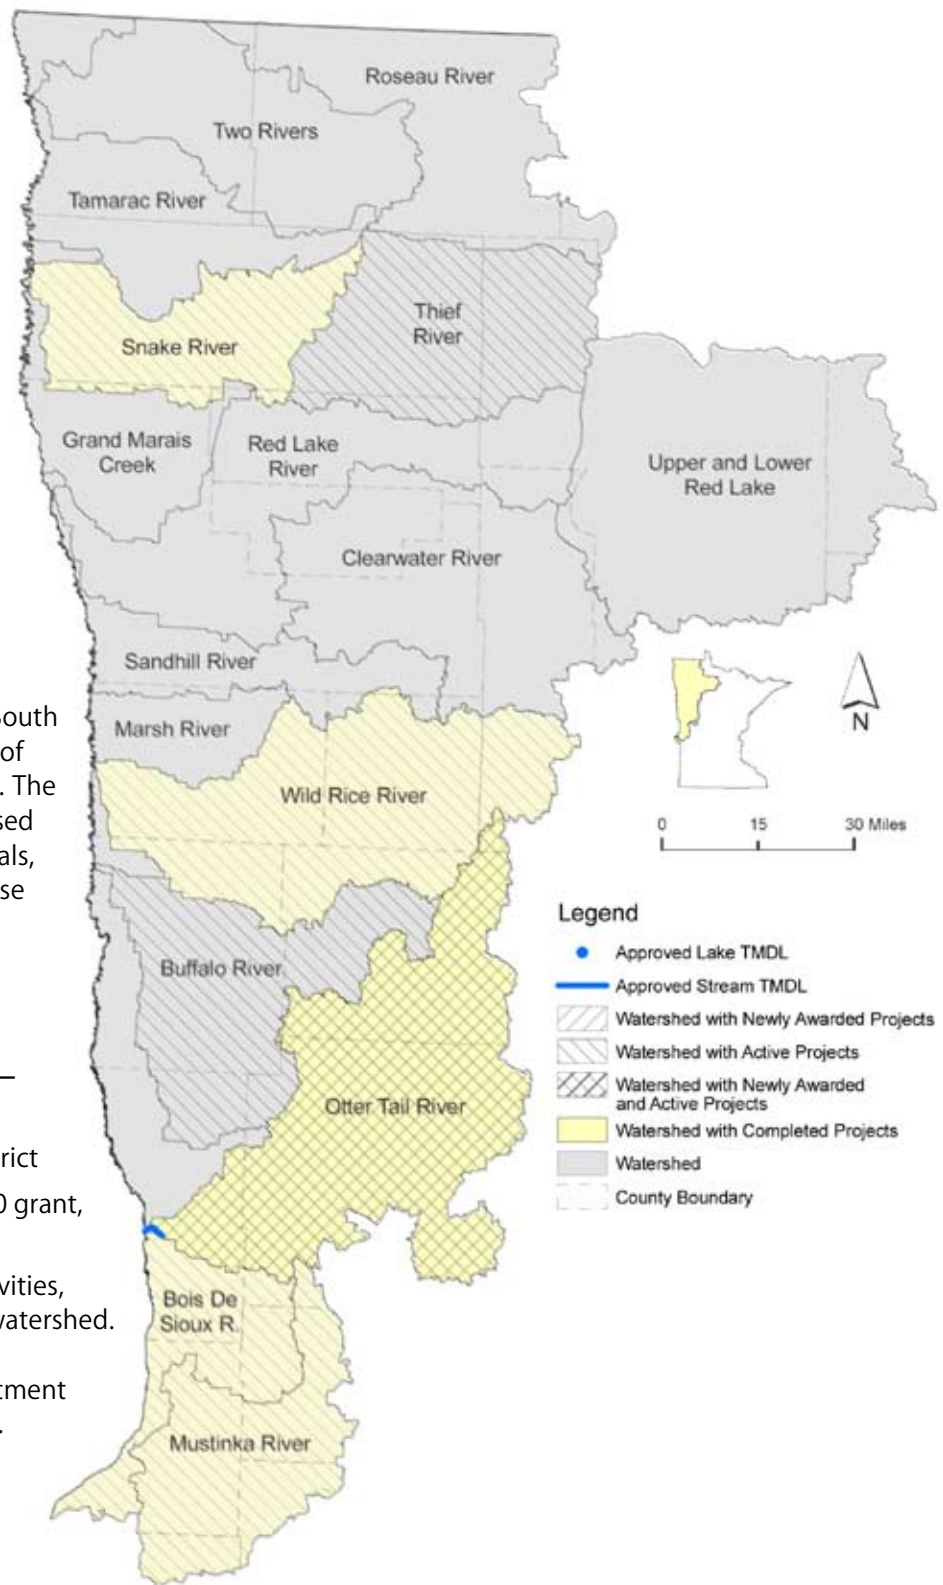 Roseau River
Two Rivers
Tamarac River
Thief
River
Snake River
Grand Marais
Creek
Red Lake
River
Upper and Lower
Red Lake
Clearwater River
Sandhill River
Marsh River
Wild Rice River
N
0 15 30 Miles
South
of
. The
sed
als,
se
Buffalo River
Otter Tail River
rict
0 grant,
vities,
watershed.
tment
.
Bois De
Sioux R.
Mustinka River
Legend
Approved Lake TMDL
Approved Stream TMDL
Watershed with Newly Awarded Projects
Watershed with Active Projects
Watershed with Newly Awarded
and Active Projects
Watershed with Completed Projects
Watershed
County Boundary